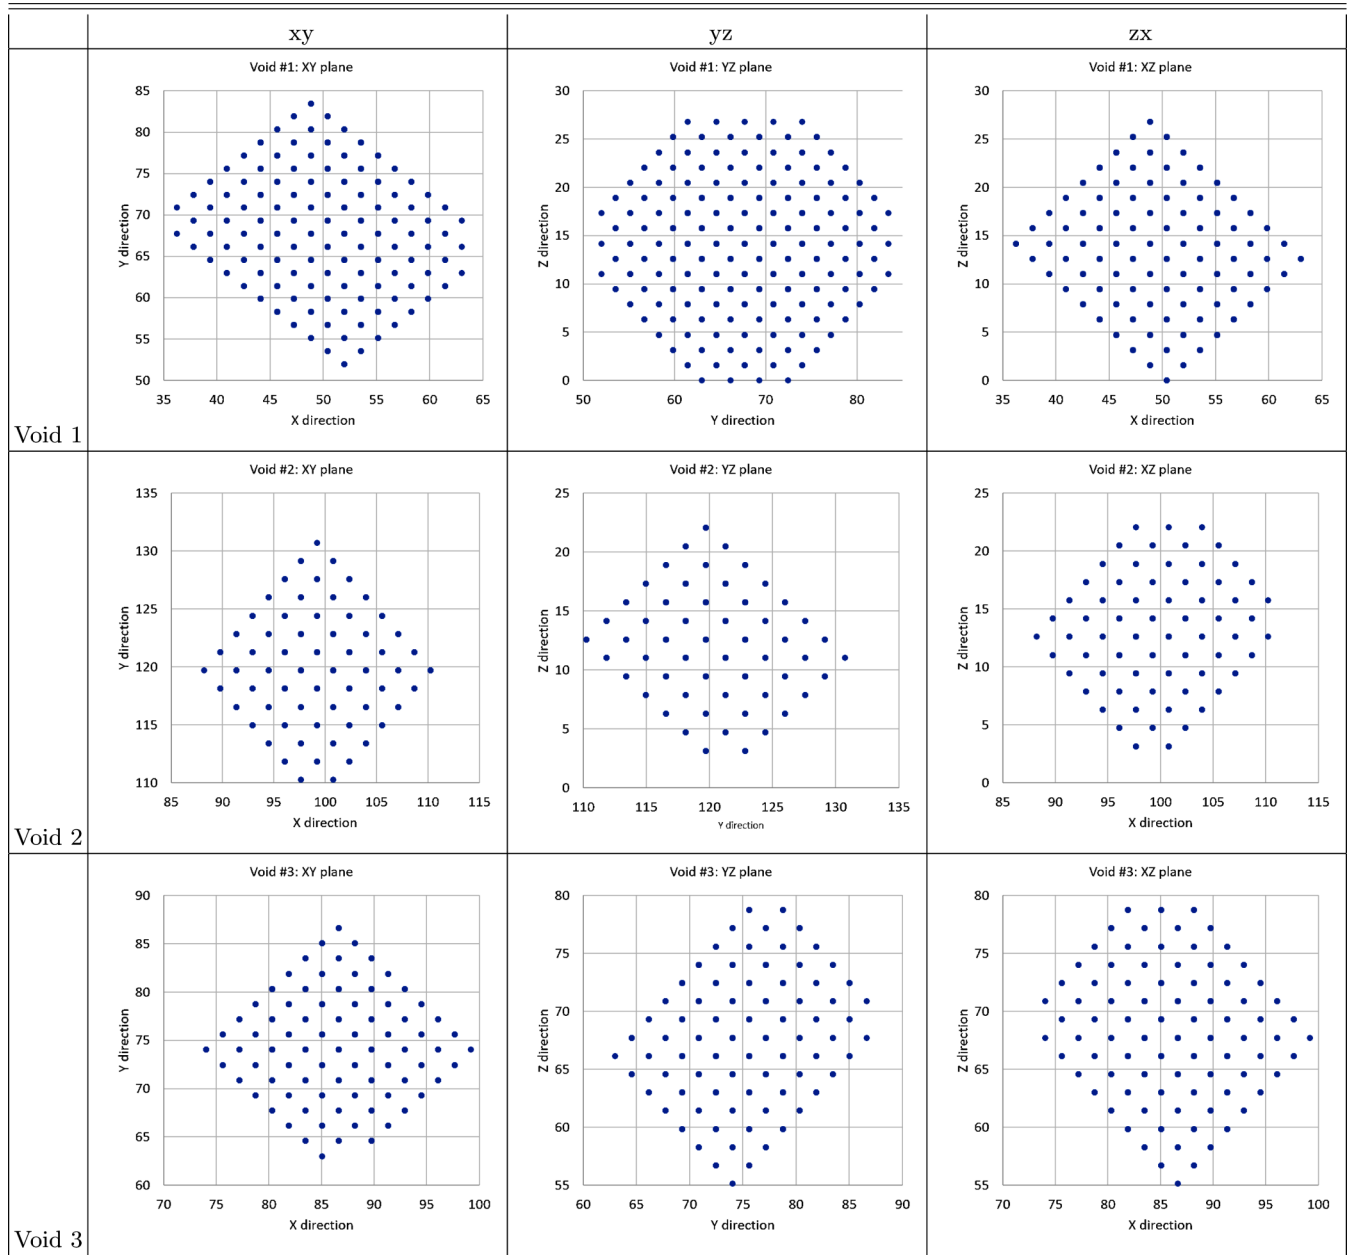 xy yz zx
Void #1: XY plane
85
80
75
70
65
60
55
50
Y direction
35 40 45 50 55 60 65
X direction
Void #1: YZ plane
30
25
20
15
10
5
0
Z direction
50 60 70 80
Y direction
Void #1: XZ plane
30
25
20
15
10
5
0
Z direction
35 40 45 50 55 60 65
X direction
Void 1
Void #2: XY plane
135
130
125
120
115
110
Y direction
85 90 95 100 105 110 115
X direction
Void #2: YZ plane
25
20
15
10
5
0
Z direction
110 115 120 125 130 135
Y direction
Void #2: XZ plane
25
20
15
10
5
0
Z direction
85 90 95 100 105 110 115
X direction
Void 2
Void #3: XY plane
90
85
80
75
70
65
60
Y direction
70 75 80 85 90 95 100
X direction
Void #3: YZ plane
80
75
70
65
60
55
Z direction
60 70 80 90
Y direction
Void #3: XZ plane
80
75
70
65
60
55
Z direction
70 75 80 85 90 95 100
X direction
Void 3